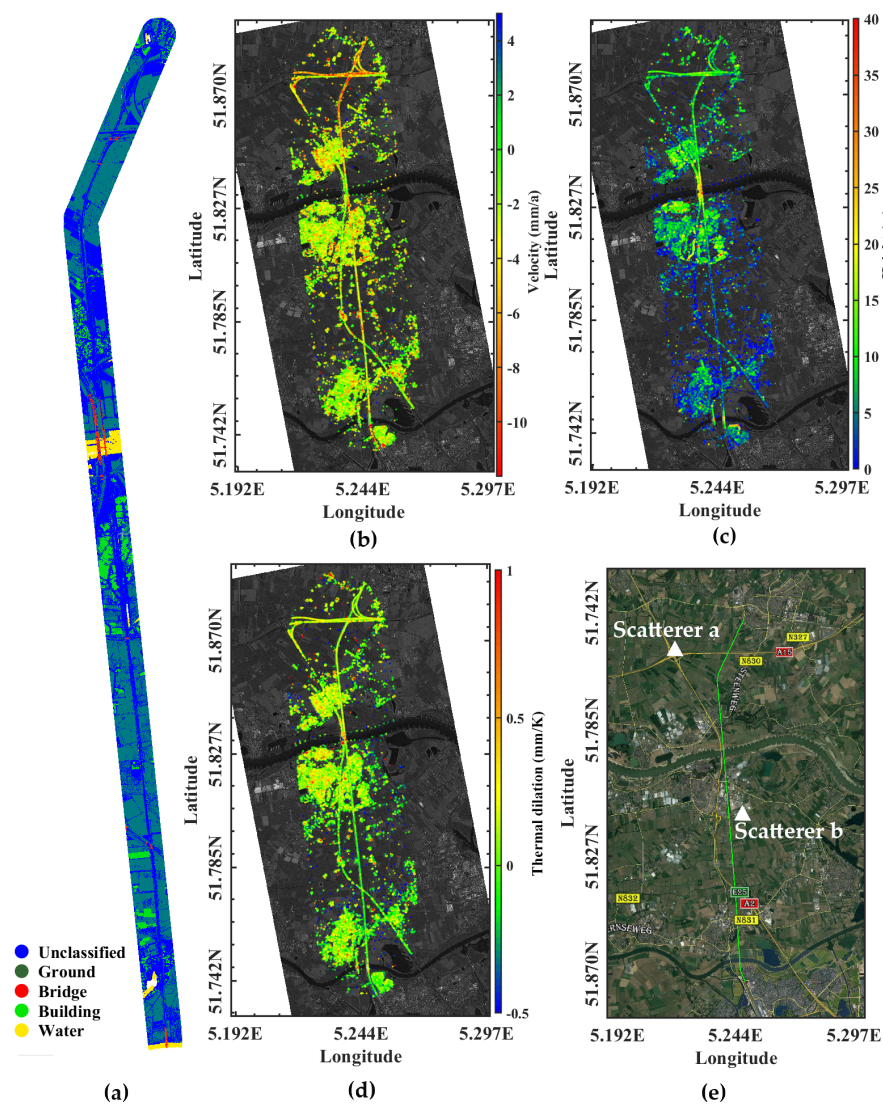 Unclassified
Ground
Bridge
Building
Water
(a)
4
2
0
-2
-4
-6
-8
-10
Velocity (mm/a)
Latitude
51.870N
51.827N
51.785N
51.742N
5.192E
5.244E
5.297E
Longitude
(b)
40
35
30
25
20
15
10
5
0
Latitude
51.870N
51.827N
51.785N
51.742N
5.192E
5.244E
5.297E
Longitude
(c)
1
0.5
0
-0.5
Thermal dilation (mm/K)
Latitude
51.870N
51.827N
51.785N
51.742N
5.192E
5.244E
5.297E
Longitude
(d)
Latitude
51.742N
51.785N
51.827N
51.870N
Scatterer a
N327
A15
N830
STEENWEG
Scatterer b
E25
A2
N832
N831
ERNSEWEG
5.192E
5.244E
5.297E
Longitude
(e)